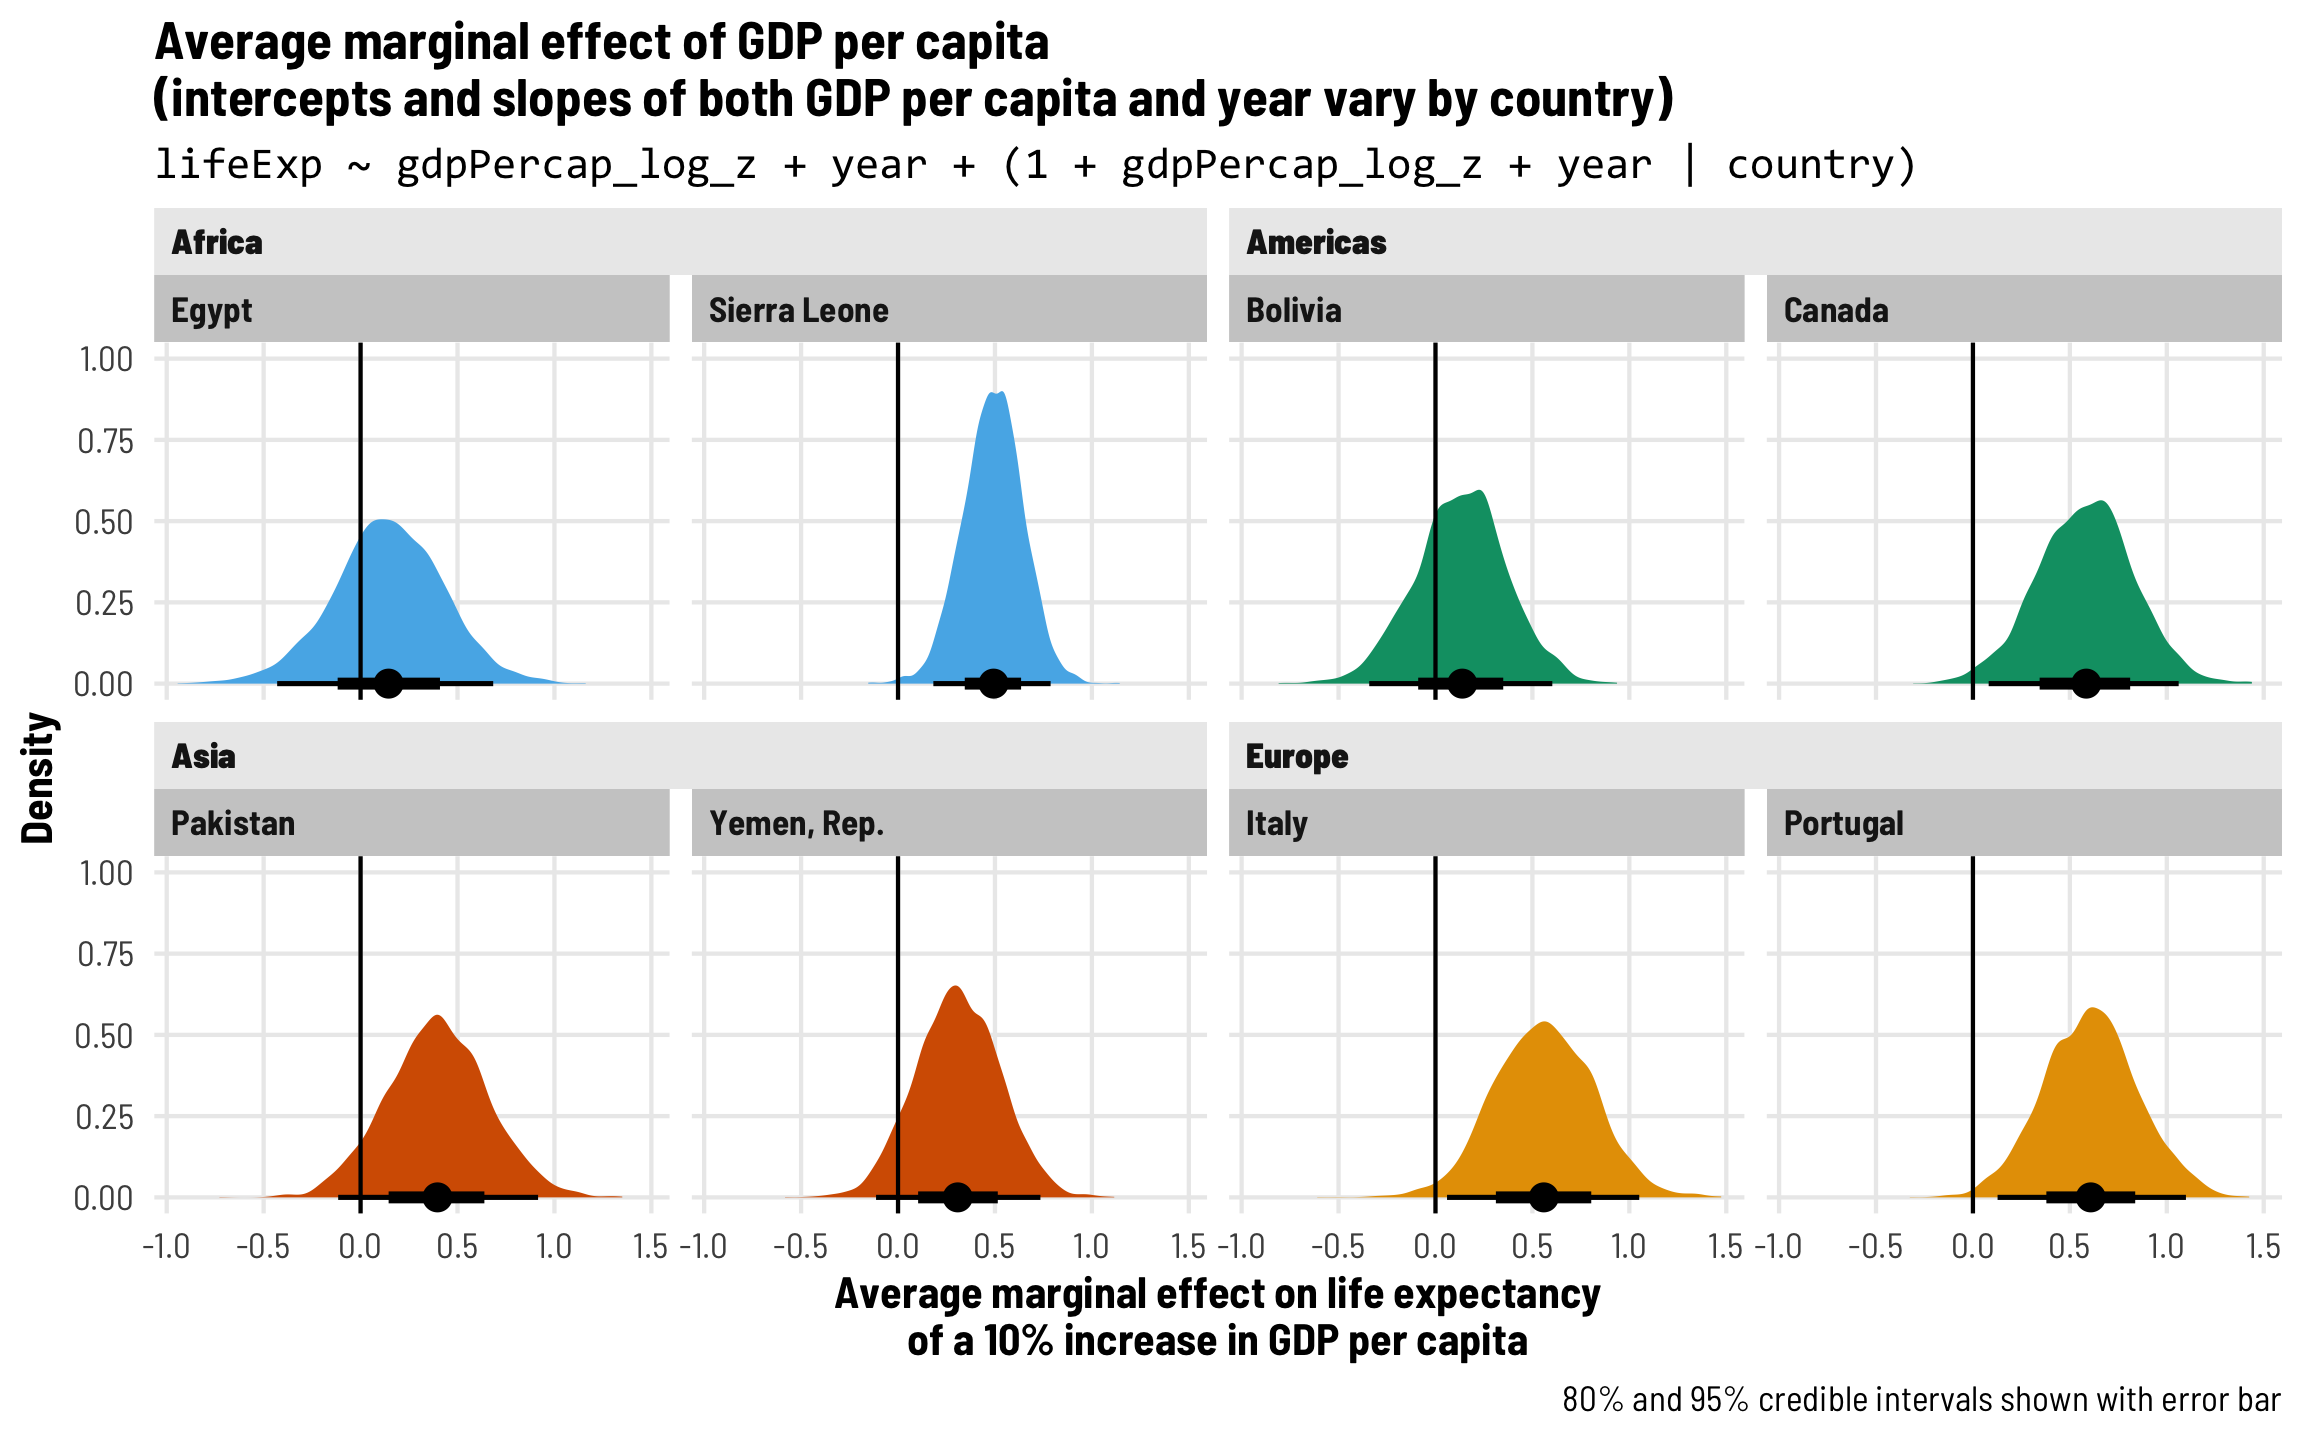 Average marginal effect of GDP per capita
(intercepts and slopes of both GDP per capita and year vary by country)
lifeExp ~ gdpPercap_log_z + year + (1 + gdpPercap_log_z + year | country)
Africa
Americas
Egypt
Sierra Leone
Bolivia
Canada
1.00
0.75
0.50
0.25
0.00
Asia
Europe
Pakistan
Yemen, Rep.
Italy
Portugal
1.00
0.75
0.50
0.25
0.00
Density
-1.0 -0.5 0.0 0.5 1.0 1.5 -1.0 -0.5 0.0 0.5 1.0 1.5 -1.0 -0.5 0.0 0.5 1.0 1.5 -1.0 -0.5 0.0 0.5 1.0 1.5
Average marginal effect on life expectancy
of a 10% increase in GDP per capita
80% and 95% credible intervals shown with error bar